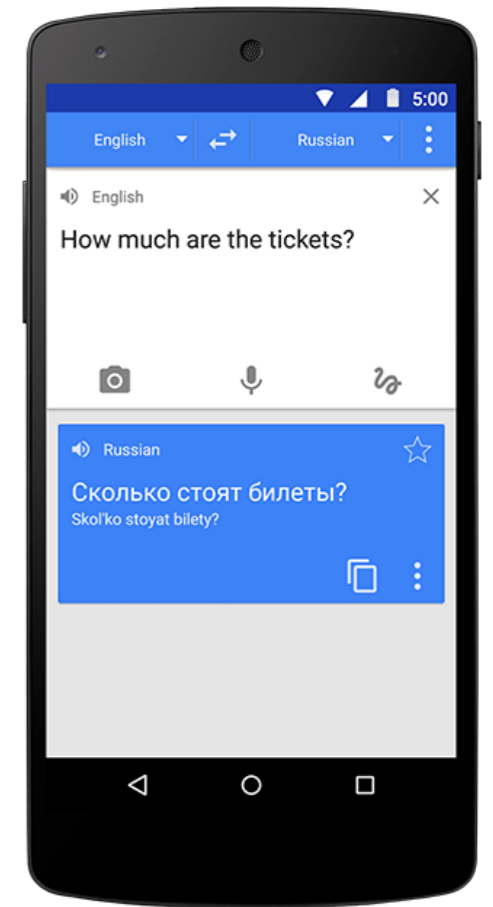 5:00
English Russian
English
How much are the tickets?
Russian
Сколько стоят билеты?
Skol'ko stoyat bilety?